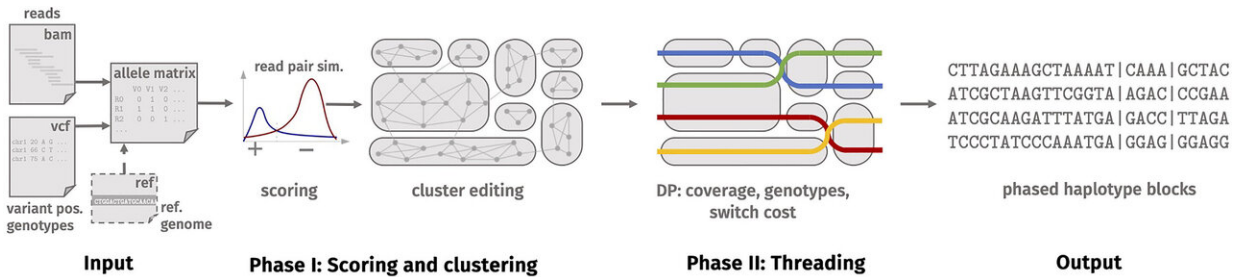 reads
bam
allele matrix
V0 V1 V2 ...
R0 0 1 0 ...
R1 1 1 0 ...
R2 0 0 1 ...
...
vcf
chr1 20 A G ...
chr1 66 C T ...
chr1 75 A C ...
variant pos.
genotypes
ref
CTGGACTGATGCAACA
ref.
genome
Input
read pair sim.
+ −
scoring
cluster editing
Phase I: Scoring and clustering
DP: coverage, genotypes,
switch cost
Phase II: Threading
CTTAGAAAGCTAAAAT|CAAA|GCTAC
ATCGCTAAGTTCGGTA|AGAC|CCGAA
ATCGCAAGATTTATGA|GACC|TTAGA
TCCCTATCCCAAATGA|GGAG|GGAGG
phased haplotype blocks
Output